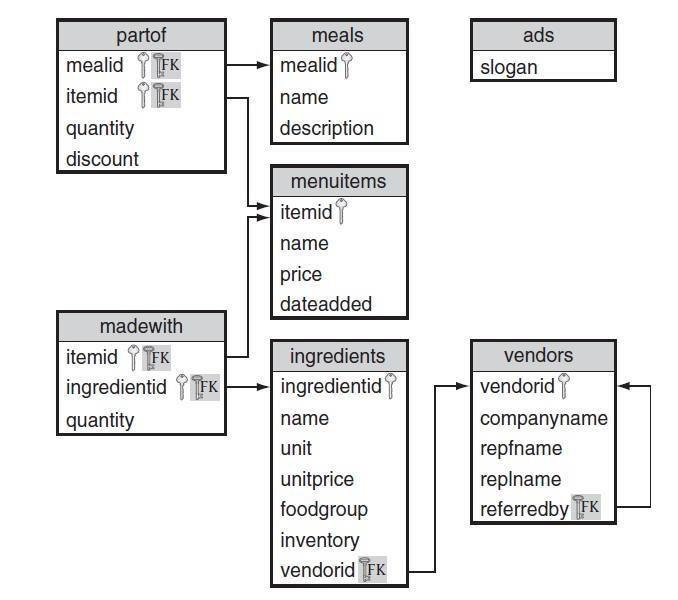 partof
mealid FK
itemid FK
quantity
discount
meals
mealid
name
description
ads
slogan
menuitems
itemid
name
price
dateadded
madewith
itemid FK
ingredientid FK
quantity
ingredients
ingredientid
name
unit
unitprice
foodgroup
inventory
vendorid FK
vendors
vendorid
companyname
repfname
replname
referredby FK